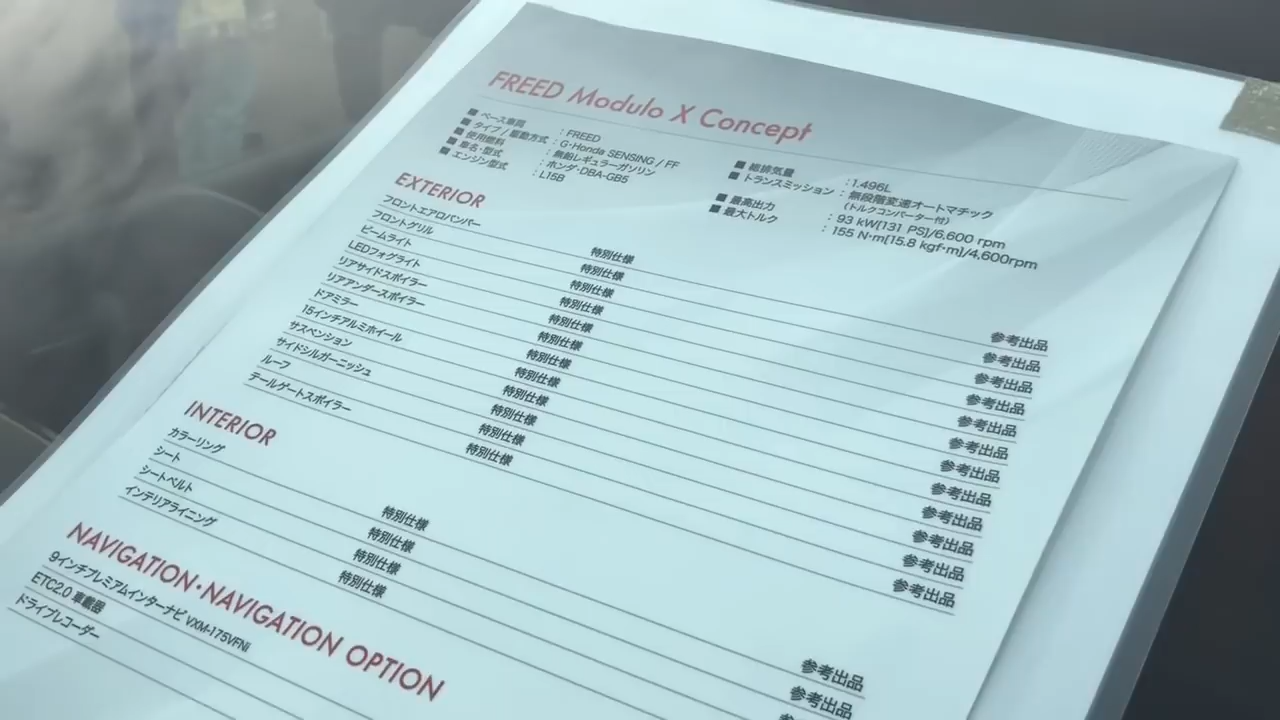 FREED Modulo X Concept
■ ベース車両 : FREED
■ タイプ / 駆動方式 : G・Honda SENSING / FF
■ 使用燃料 : 無鉛レギュラーガソリン
■ 車名・型式 : ホンダ・DBA-GB5
■ エンジン型式 : L15B
■ 総排気量 : 1.496L
■ トランスミッション : 無段階変速オートマチック
(トルクコンバーター付)
■ 最高出力 : 93 kW[131 PS]/6,600 rpm
■ 最大トルク : 155 N・m[15.8 kgf・m]/4,600rpm
EXTERIOR
フロントエアロバンパー 特別仕様 参考出品
フロントグリル 特別仕様 参考出品
ビームライト 特別仕様 参考出品
LEDフォグライト 特別仕様 参考出品
リアサイドスポイラー 特別仕様 参考出品
リアアンダースポイラー 特別仕様 参考出品
ドアミラー 特別仕様 参考出品
15インチアルミホイール 特別仕様 参考出品
サスペンション 特別仕様 参考出品
サイドシルガーニッシュ 特別仕様 参考出品
ルーフ 特別仕様 参考出品
テールゲートスポイラー 特別仕様 参考出品
INTERIOR
カラーリング 特別仕様 参考出品
シート 特別仕様 参考出品
シートベルト 特別仕様
インテリアライニング 特別仕様
NAVIGATION・NAVIGATION OPTION
9インチプレミアムインターナビ VXM-175VFNi
ETC2.0 車載器
ドライブレコーダー